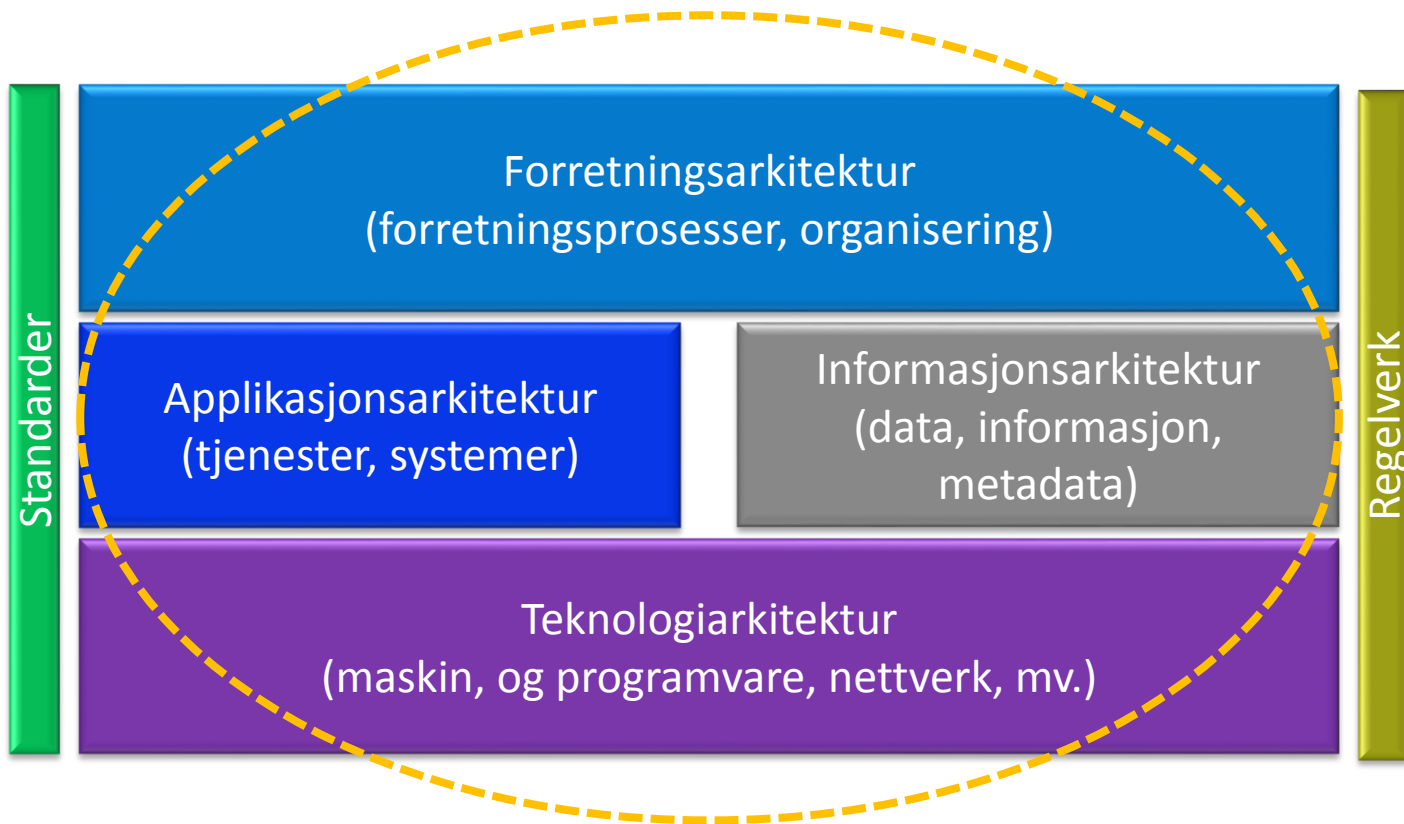 Standarder
Forretningsarkitektur
(forretningsprosesser, organisering)
Applikasjonsarkitektur
(tjenester, systemer)
Informasjonsarkitektur
(data, informasjon,
metadata)
Teknologiarkitektur
(maskin, og programvare, nettverk, mv.)
Regelverk